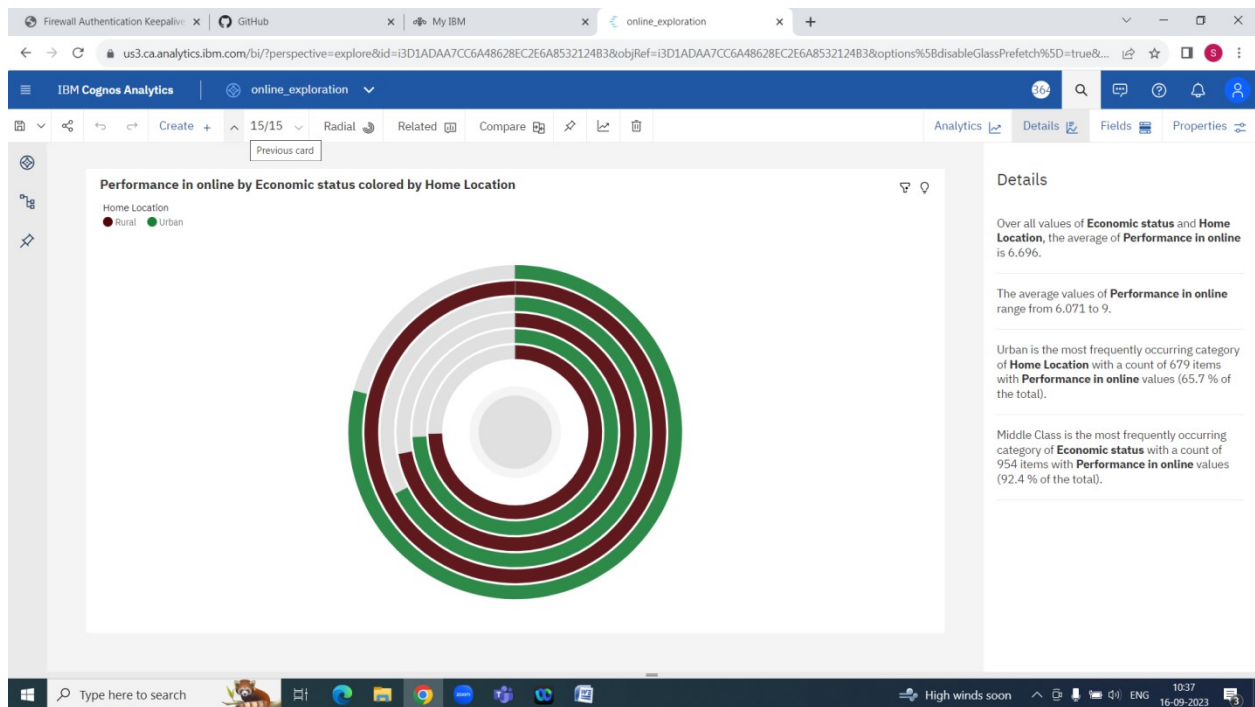 Firewall Authentication Keepalive
GitHub
My IBM
online_exploration
us3.ca.analytics.ibm.com/bi/?perspective=explore&id=i3D1ADAA7CC6A48628EC2E6A8532124B3&objRef=i3D1ADAA7CC6A48628EC2E6A8532124B3&options%5BdisableGlassPrefetch%5D=true&...
S
IBM Cognos Analytics
online_exploration
364
Create +
15/15
Radial
Related
Compare
Analytics
Details
Fields
Properties
Previous card
Performance in online by Economic status colored by Home Location
Home Location
Rural
Urban
Details
Over all values of Economic status and Home
Location, the average of Performance in online
is 6.696.
The average values of Performance in online
range from 6.071 to 9.
Urban is the most frequently occurring category
of Home Location with a count of 679 items
with Performance in online values (65.7 % of
the total).
Middle Class is the most frequently occurring
category of Economic status with a count of
954 items with Performance in online values
(92.4 % of the total).
Type here to search
zoom
High winds soon
ENG
10:37
16-09-2023
3